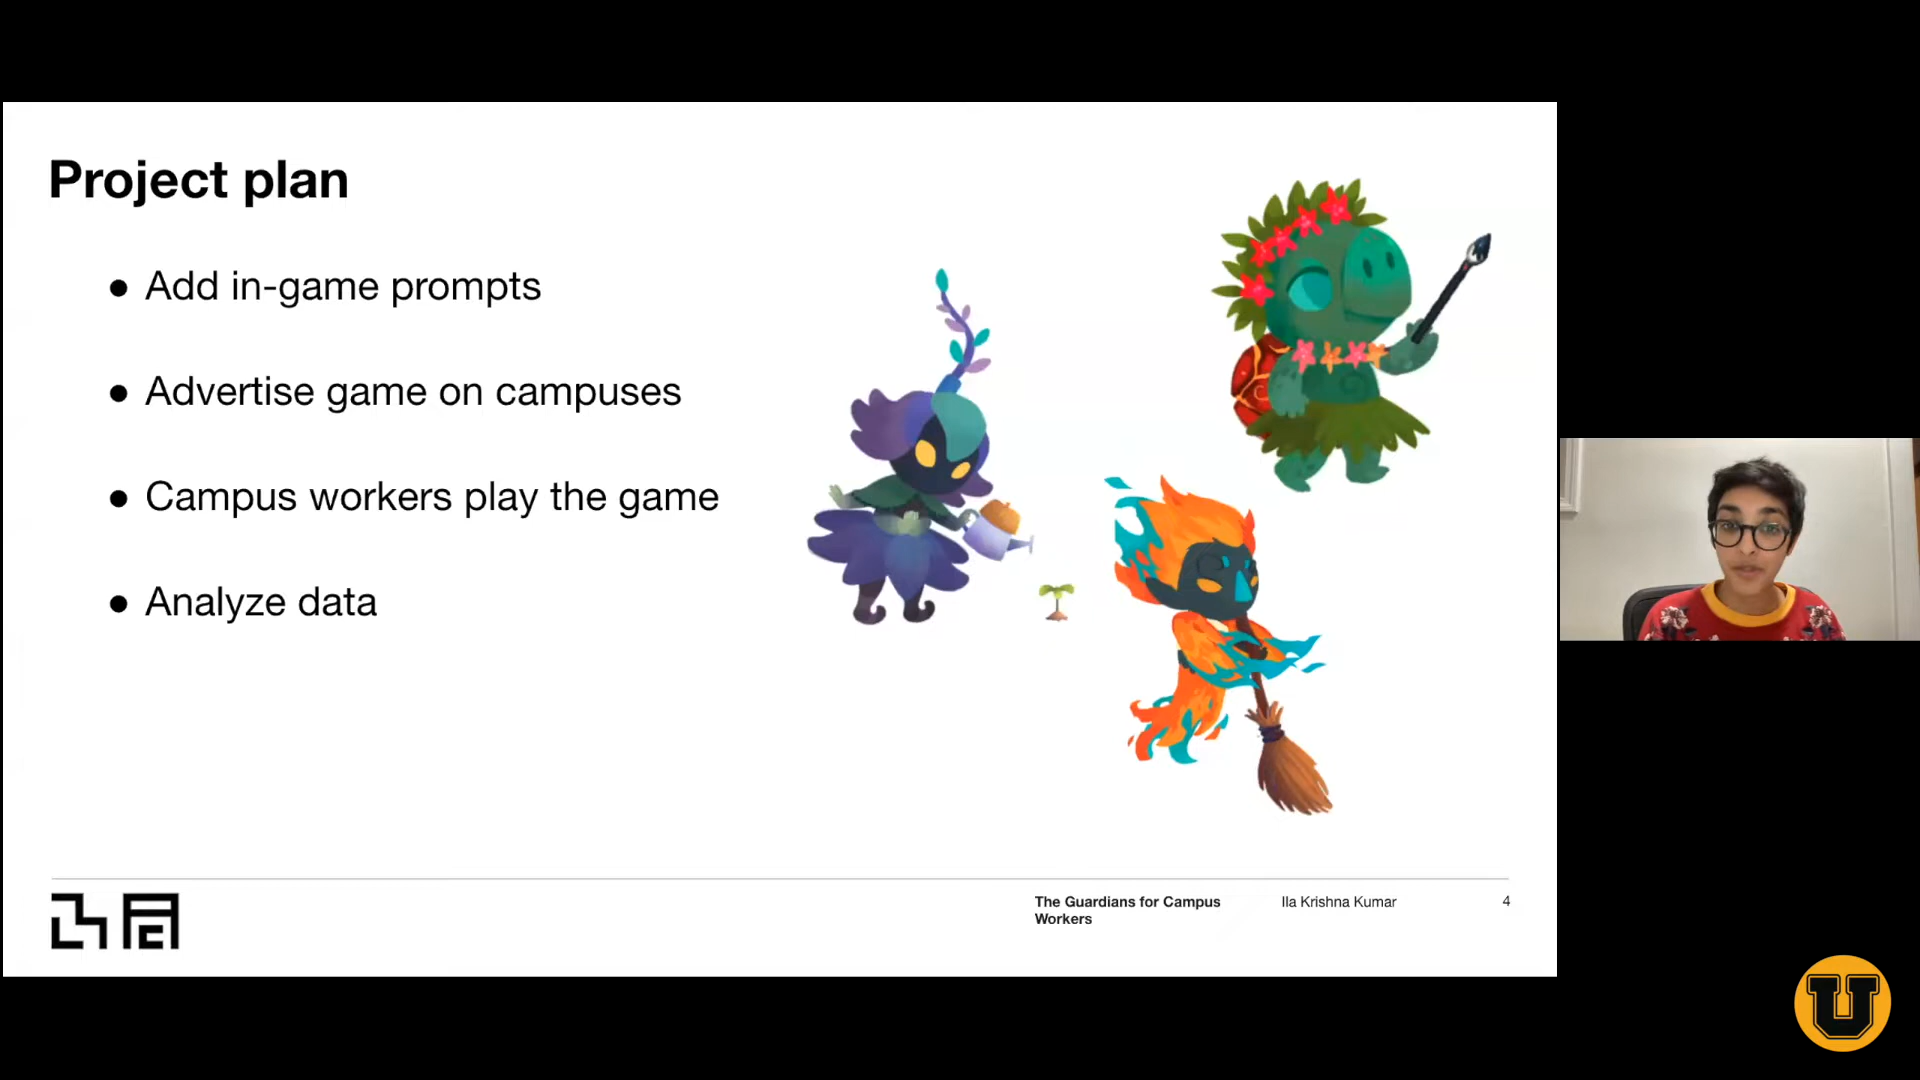 Project plan
● Add in-game prompts
● Advertise game on campuses
● Campus workers play the game
● Analyze data
The Guardians for Campus
Workers
Ila Krishna Kumar
4
U